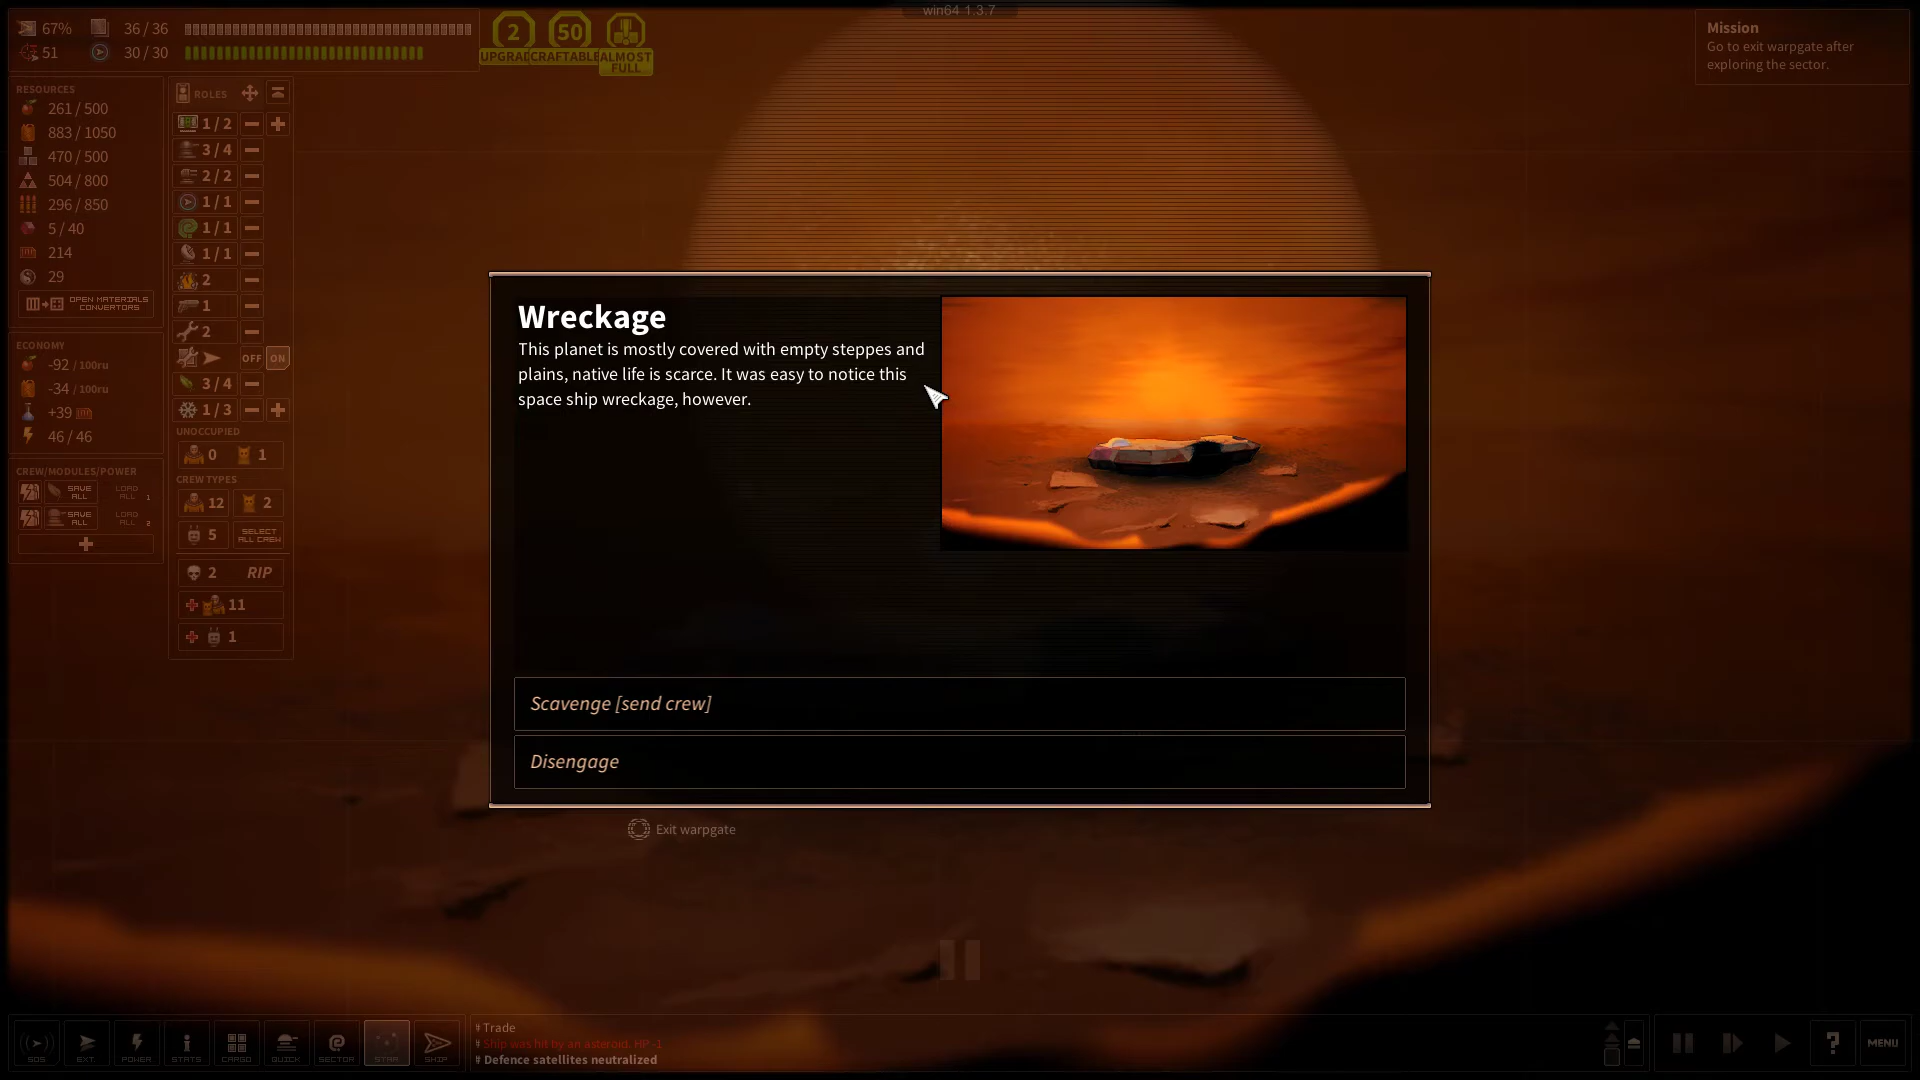 win64 1.3.7
67%
36 / 36
51
30 / 30
2
UPGRAD
50
CRAFTABLE
ALMOST
FULL
Mission
Go to exit warpgate after
exploring the sector.
RESOURCES
261 / 500
883 / 1050
470 / 500
504 / 800
296 / 850
5 / 40
214
29
OPEN MATERIALS
CONVERTORS
ECONOMY
-92 / 100ru
-34 / 100ru
+39
46 / 46
CREW/MODULES/POWER
SAVE ALL LOAD ALL 1
SAVE ALL LOAD ALL 2
ROLES
1 / 2
3 / 4
2 / 2
1 / 1
1 / 1
1 / 1
2
1
2
OFF ON
3 / 4
1 / 3
UNOCCUPIED
0 1
CREW TYPES
12 2
5 SELECT ALL CREW
2 RIP
11
1
Wreckage
This planet is mostly covered with empty steppes and
plains, native life is scarce. It was easy to notice this
space ship wreckage, however.
Scavenge [send crew]
Disengage
Exit warpgate
SOS EXT. POWER STATS CARGO QUICK SECTOR STAR SHIP
Trade
Ship was hit by an asteroid. HP -1
Defence satellites neutralized
?
MENU